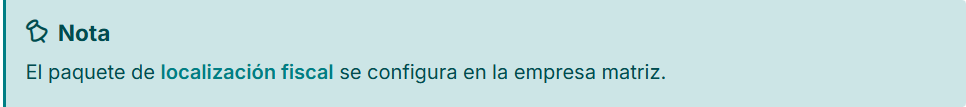 Nota
El paquete de localización fiscal se configura en la empresa matriz.